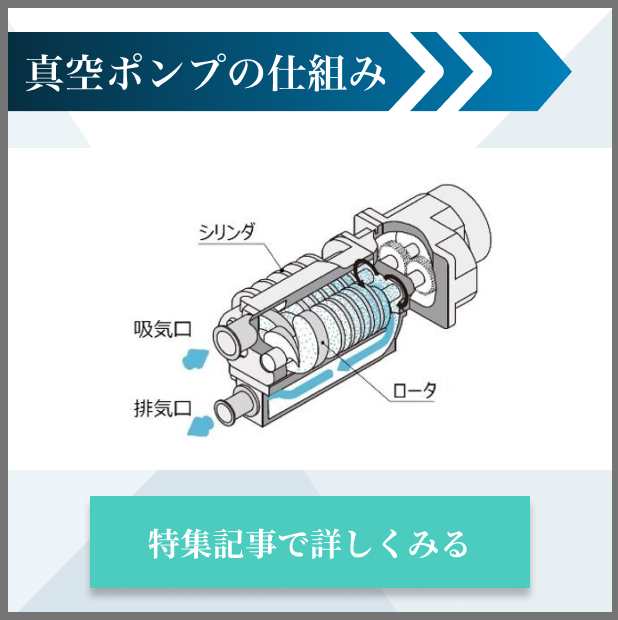 真空ポンプの仕組み
シリンダ
吸気口
ロータ
排気口
特集記事で詳しくみる